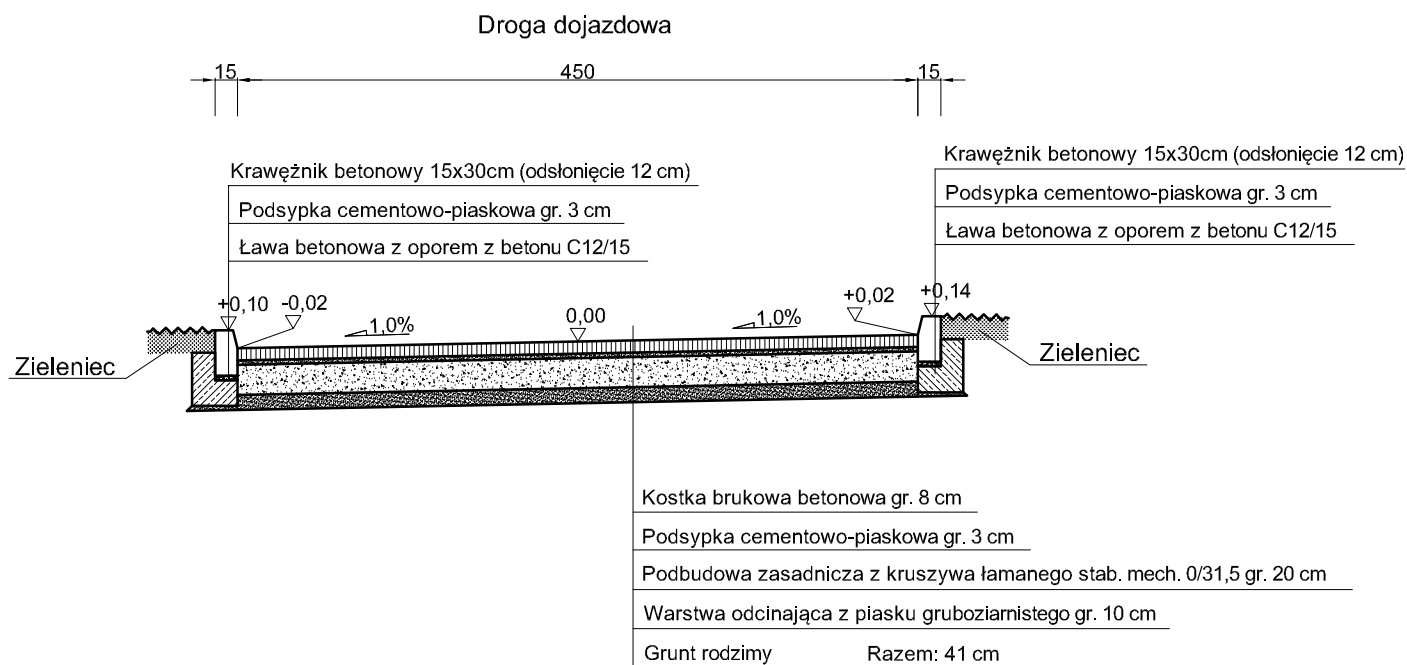 Droga dojazdowa
15 450 15
Krawężnik betonowy 15x30cm (odsłonięcie 12 cm)
Podsypka cementowo-piaskowa gr. 3 cm
Ława betonowa z oporem z betonu C12/15
Krawężnik betonowy 15x30cm (odsłonięcie 12 cm)
Podsypka cementowo-piaskowa gr. 3 cm
Ława betonowa z oporem z betonu C12/15
+0,10 -0,02 0,00 +0,02 +0,14
1,0% 1,0%
Zieleniec Zieleniec
Kostka brukowa betonowa gr. 8 cm
Podsypka cementowo-piaskowa gr. 3 cm
Podbudowa zasadnicza z kruszywa łamanego stab. mech. 0/31,5 gr. 20 cm
Warstwa odcinająca z piasku gruboziarnistego gr. 10 cm
Grunt rodzimy Razem: 41 cm